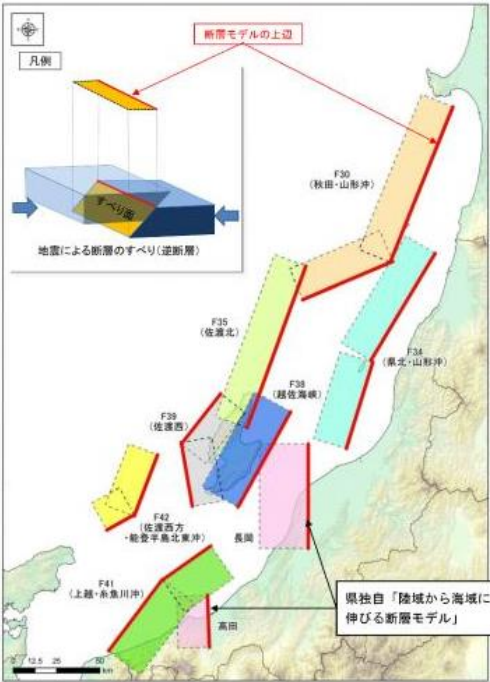 凡例
断層モデルの上辺
すべり面
地震による断層のすべり(逆断層)
F30
(秋田・山形沖)
F35
(佐渡北)
F34
(県北・山形沖)
F38
(越佐海峡)
F39
(佐渡西)
F42
(佐渡西方
・能登半島北東沖)
長岡
F41
(上越・糸魚川沖)
高田
県独自「陸域から海域に
伸びる断層モデル」
0 12.5 25 50
km